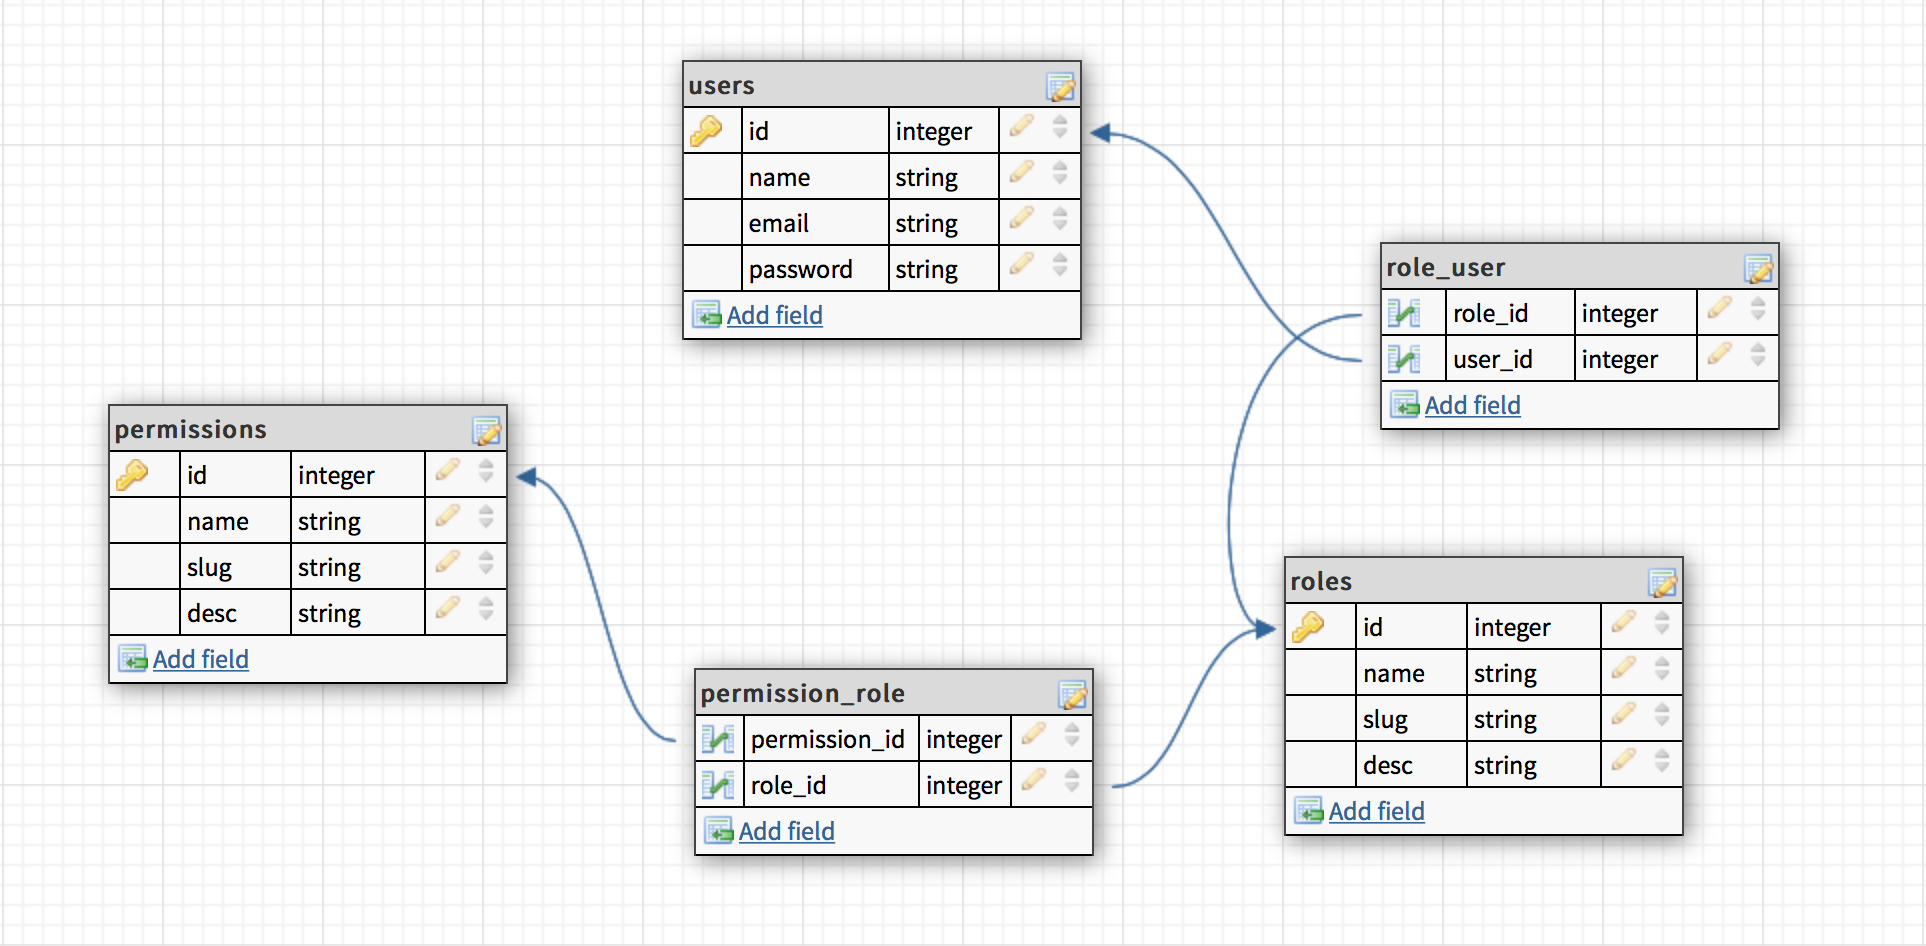 users
id integer
name string
email string
password string
Add field
role_user
role_id integer
user_id integer
Add field
permissions
id integer
name string
slug string
desc string
Add field
roles
id integer
name string
slug string
desc string
Add field
permission_role
permission_id integer
role_id integer
Add field